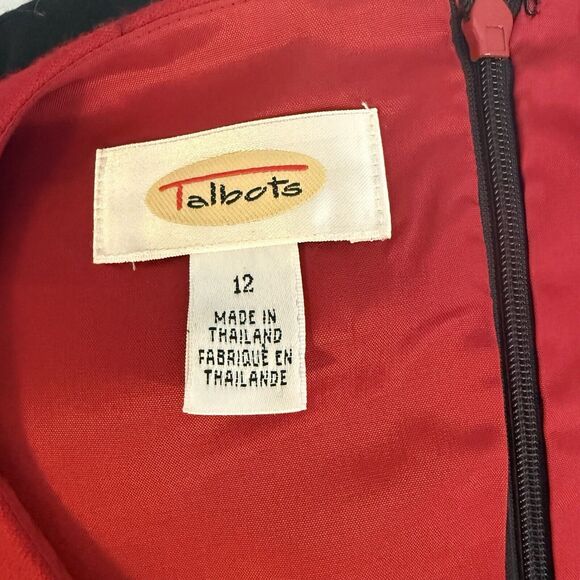 Talbots
12
MADE IN
THAILAND
FABRIQUÉ EN
THAILANDE